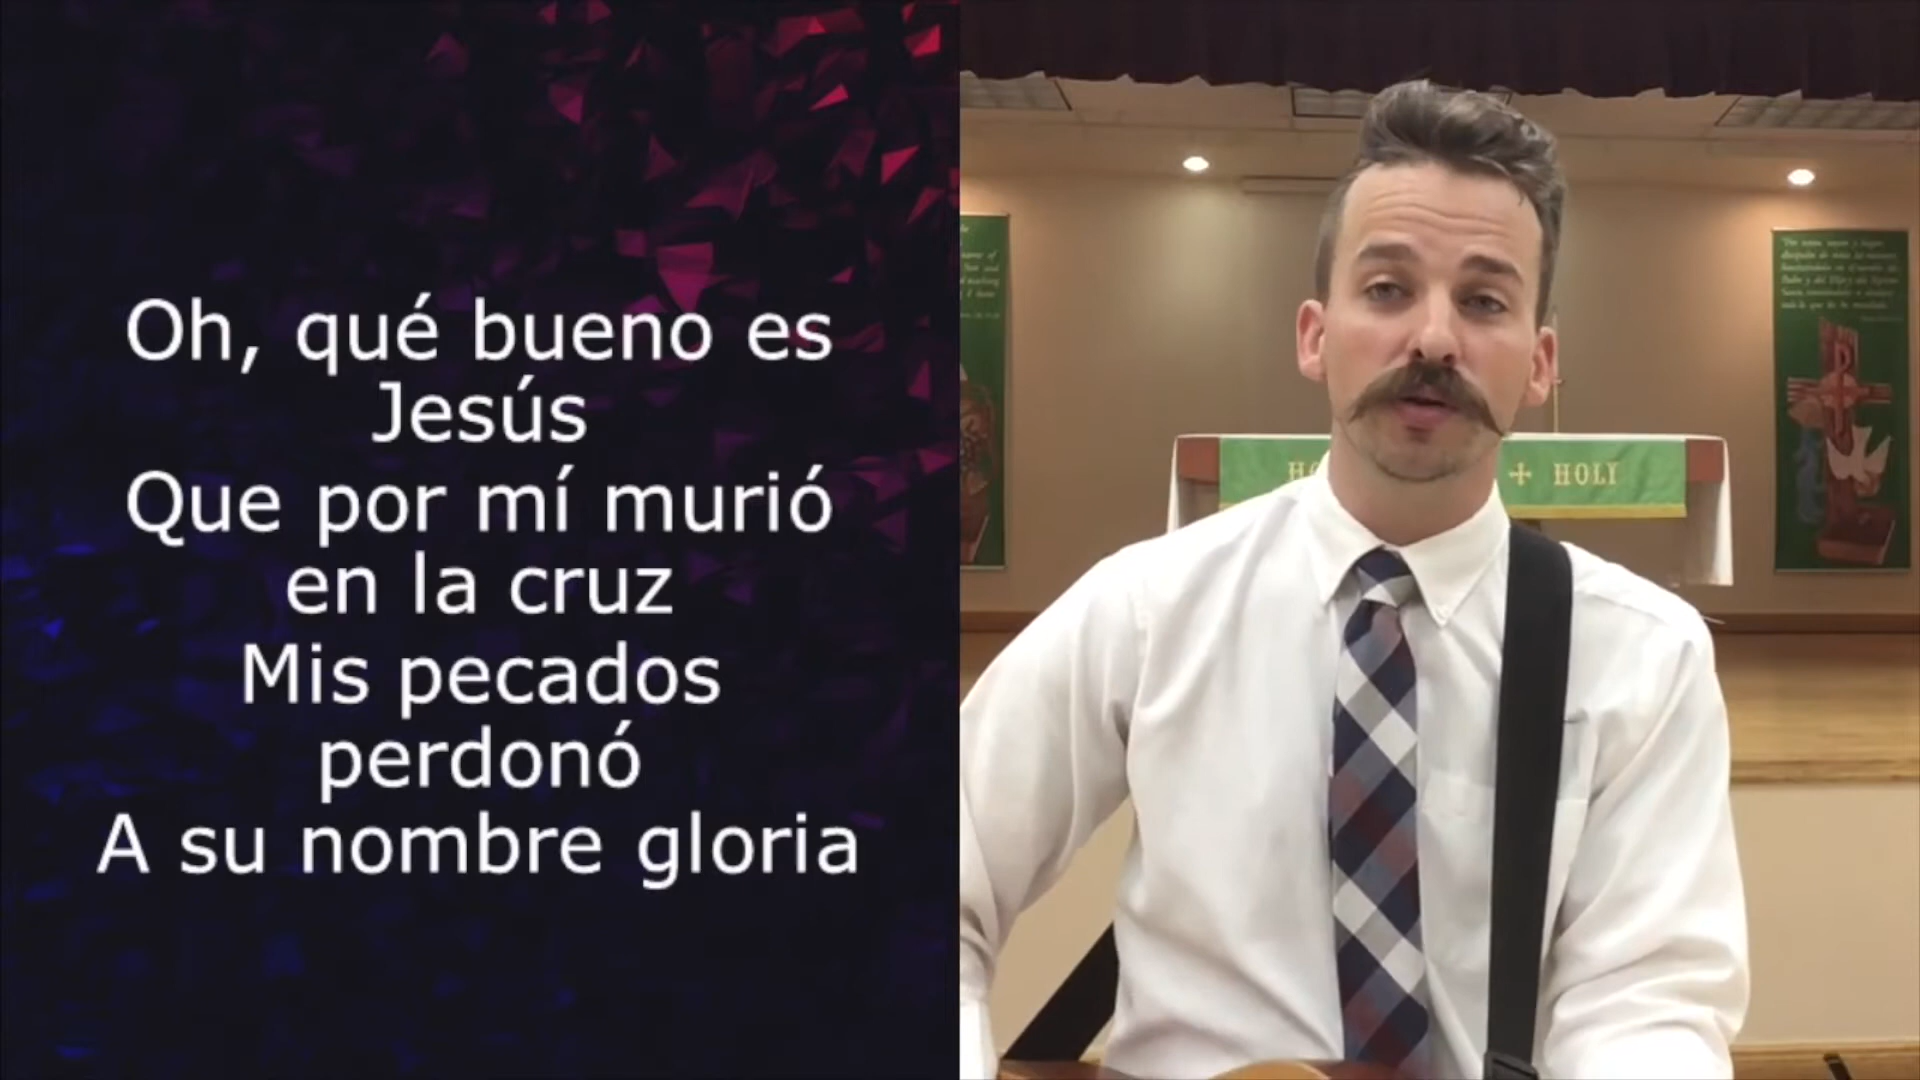 Oh, qué bueno es
Jesús
Que por mí murió
en la cruz
Mis pecados
perdonó
A su nombre gloria
HOLY